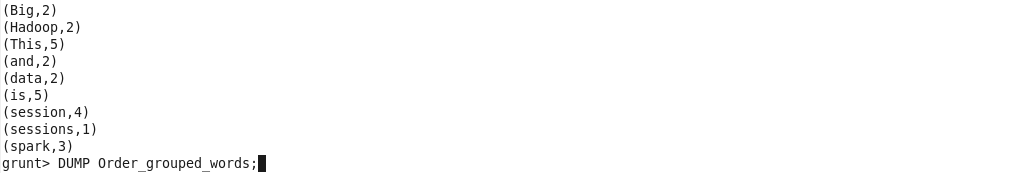 (Big,2)
(Hadoop,2)
(This,5)
(and,2)
(data,2)
(is,5)
(session,4)
(sessions,1)
(spark,3)
grunt> DUMP Order_grouped_words;